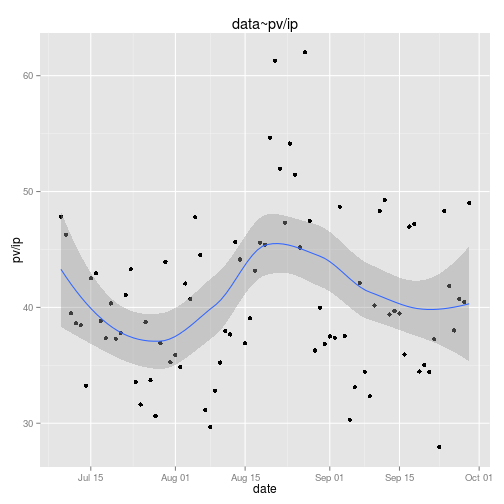 data~pv/ip
60
50
40
30
pv/ip
Jul 15
Aug 01
Aug 15
Sep 01
Sep 15
Oct 01
date